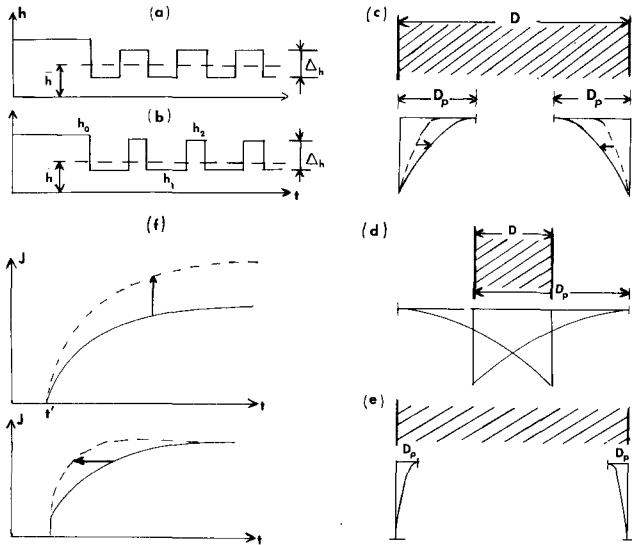 h
(a)
h̄
Δh
(b)
h₀
h₂
h̄
h₁
Δh
t
(f)
J
t'
t
J
t
(c)
D
Dₚ
Dₚ
(d)
D
Dₚ
(e)
Dₚ
Dₚ